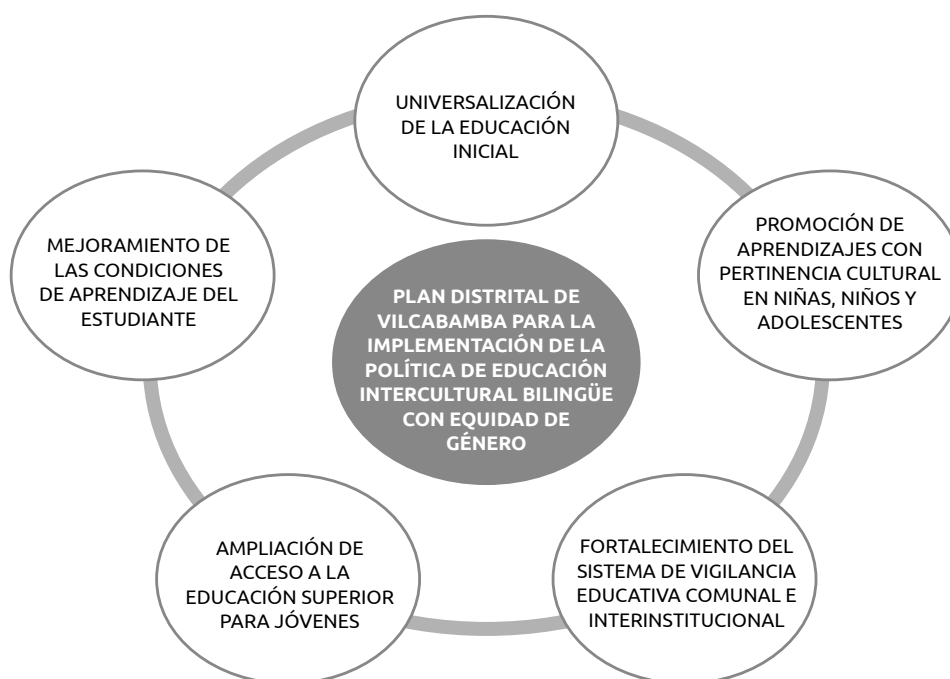 UNIVERSALIZACIÓN
DE LA EDUCACIÓN
INICIAL
PROMOCIÓN DE
APRENDIZAJES CON
PERTINENCIA CULTURAL
EN NIÑAS, NIÑOS Y
ADOLESCENTES
MEJORAMIENTO DE
LAS CONDICIONES
DE APRENDIZAJE DEL
ESTUDIANTE
PLAN DISTRITAL DE
VILCABAMBA PARA LA
IMPLEMENTACIÓN DE LA
POLÍTICA DE EDUCACIÓN
INTERCULTURAL BILINGÜE
CON EQUIDAD DE
GÉNERO
AMPLIACIÓN DE
ACCESO A LA
EDUCACIÓN SUPERIOR
PARA JÓVENES
FORTALECIMIENTO DEL
SISTEMA DE VIGILANCIA
EDUCATIVA COMUNAL E
INTERINSTITUCIONAL